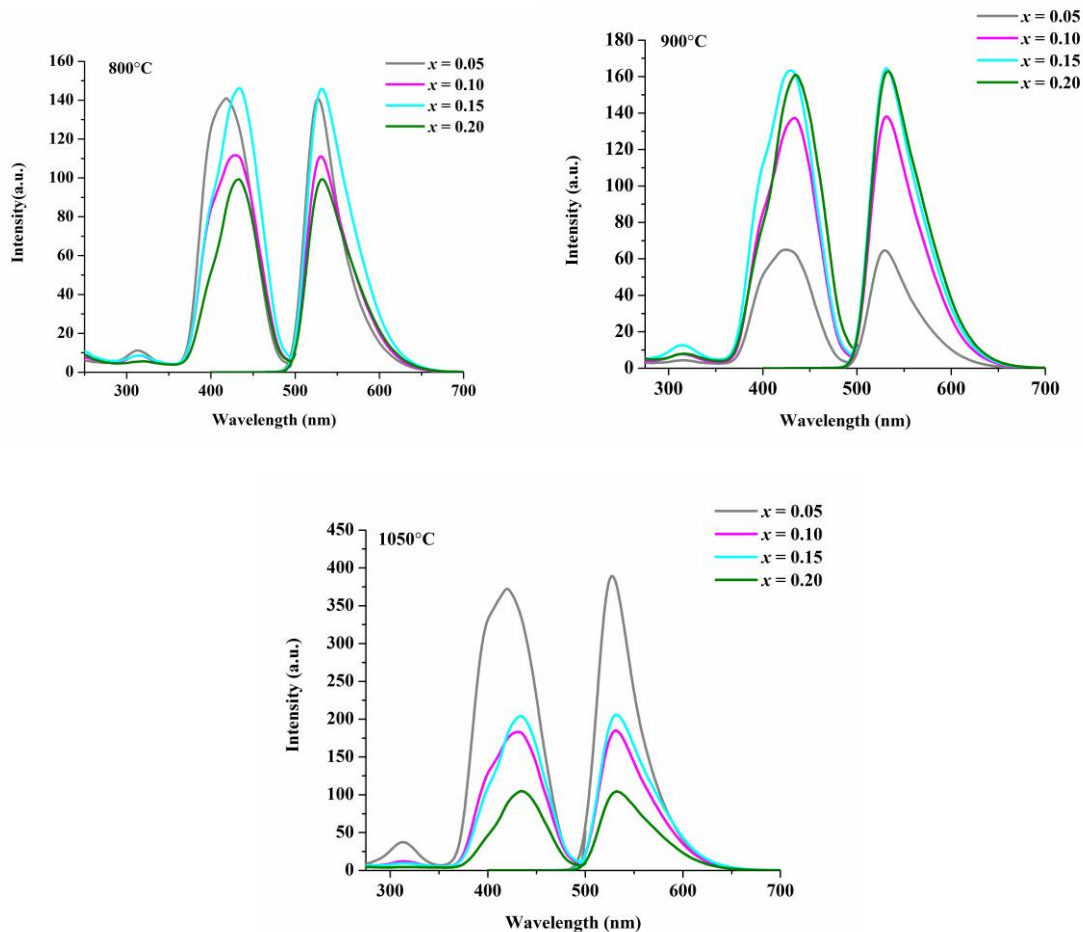 800°C
x = 0.05
x = 0.10
x = 0.15
x = 0.20
160
140
120
100
80
60
40
20
0
300
400
500
600
700
Intensity(a.u.)
Wavelength (nm)
900°C
x = 0.05
x = 0.10
x = 0.15
x = 0.20
180
160
140
120
100
80
60
40
20
0
300
400
500
600
700
Intensity (a.u.)
Wavelength (nm)
1050°C
x = 0.05
x = 0.10
x = 0.15
x = 0.20
450
400
350
300
250
200
150
100
50
0
300
400
500
600
700
Intensity (a.u.)
Wavelength (nm)